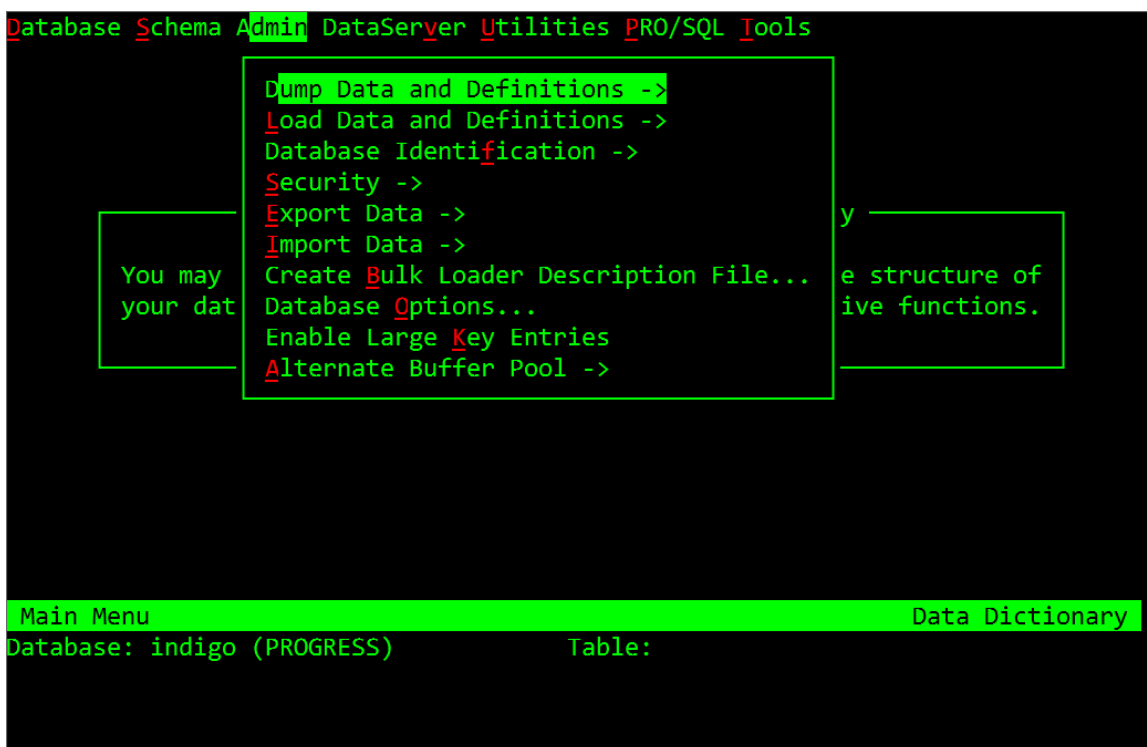 Database Schema Admin DataServer Utilities PRO/SQL Tools
Dump Data and Definitions ->
Load Data and Definitions ->
Database Identification ->
Security ->
Export Data -> y
Import Data ->
You may Create Bulk Loader Description File... e structure of
your dat Database Options... ive functions.
Enable Large Key Entries
Alternate Buffer Pool ->
Main Menu Data Dictionary
Database: indigo (PROGRESS) Table: